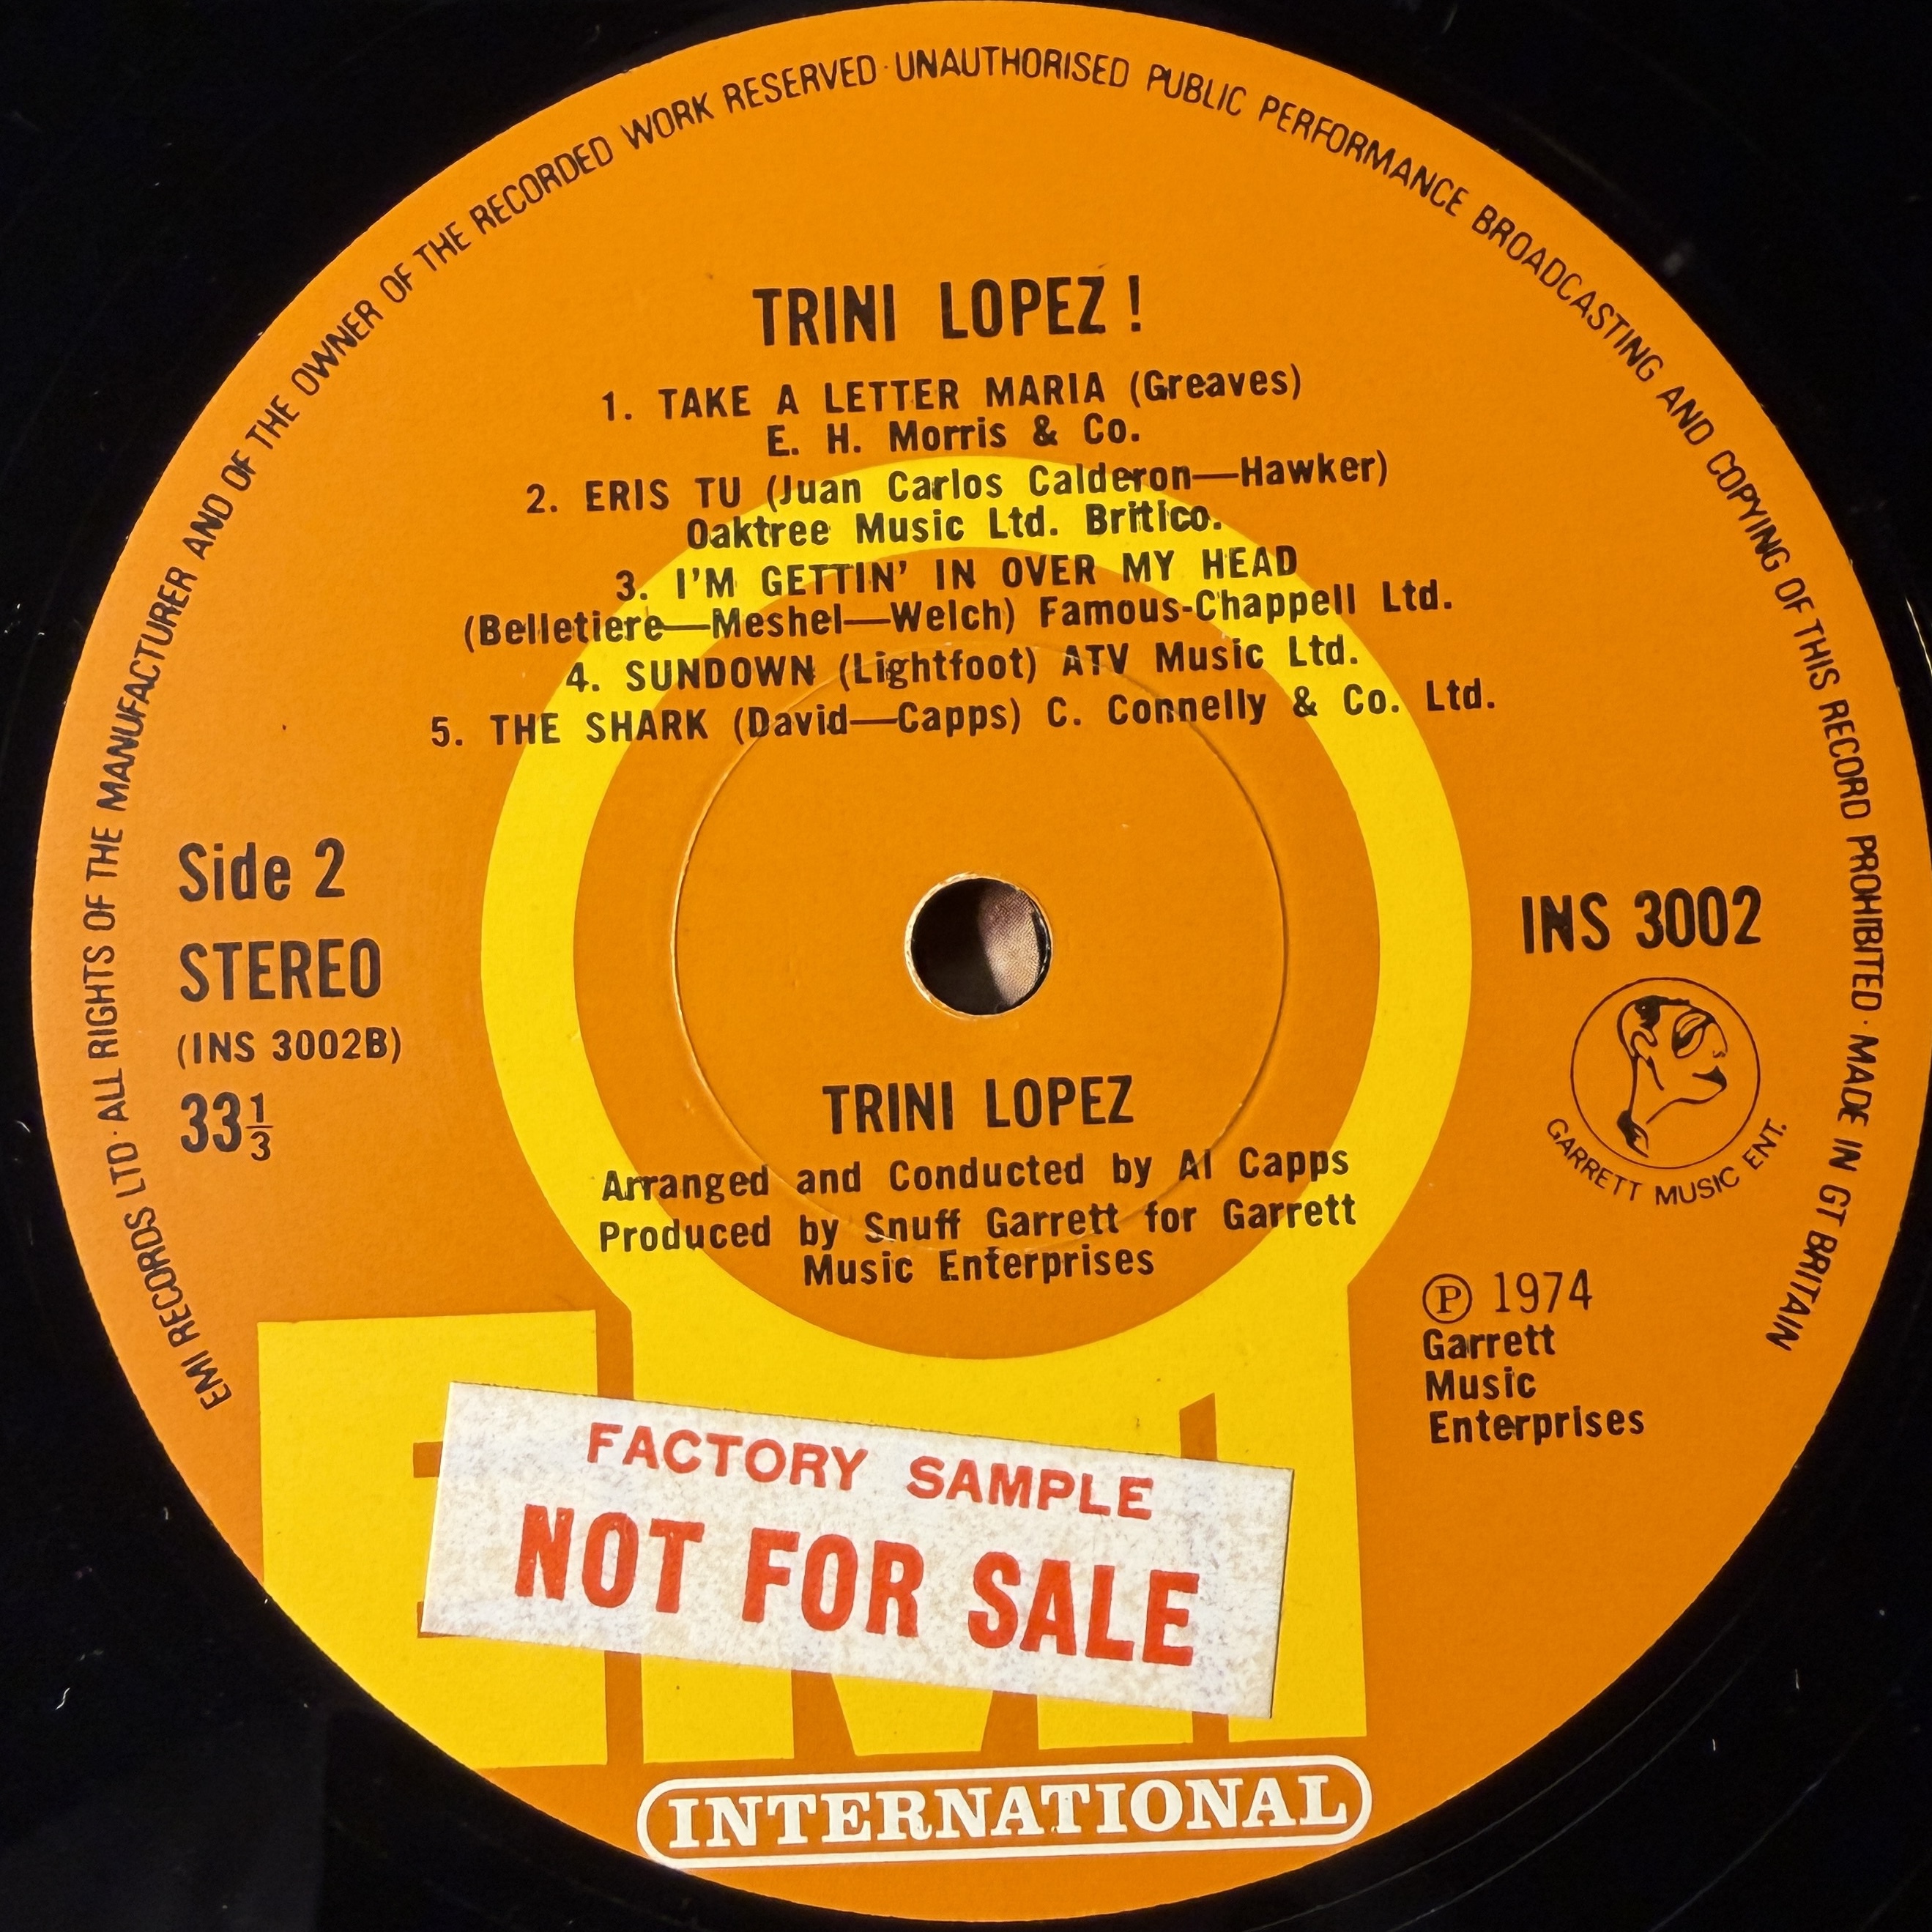 EMI RECORDS LTD · ALL RIGHTS OF THE MANUFACTURER AND OF THE OWNER OF THE RECORDED WORK RESERVED · UNAUTHORISED PUBLIC PERFORMANCE BROADCASTING AND COPYING OF THIS RECORD PROHIBITED · MADE IN GT BRITAIN
TRINI LOPEZ!
1. TAKE A LETTER MARIA (Greaves)
E. H. Morris & Co.
2. ERIS TU (Juan Carlos Calderon—Hawker)
Oaktree Music Ltd. Britico.
3. I'M GETTIN' IN OVER MY HEAD
(Belletiere—Meshel—Welch) Famous-Chappell Ltd.
4. SUNDOWN (Lightfoot) ATV Music Ltd.
5. THE SHARK (David—Capps) C. Connelly & Co. Ltd.
Side 2
STEREO
(INS 3002B)
33⅓
INS 3002
GARRETT MUSIC ENT.
TRINI LOPEZ
Arranged and Conducted by Al Capps
Produced by Snuff Garrett for Garrett
Music Enterprises
℗ 1974
Garrett
Music
Enterprises
EMI
FACTORY SAMPLE
NOT FOR SALE
INTERNATIONAL